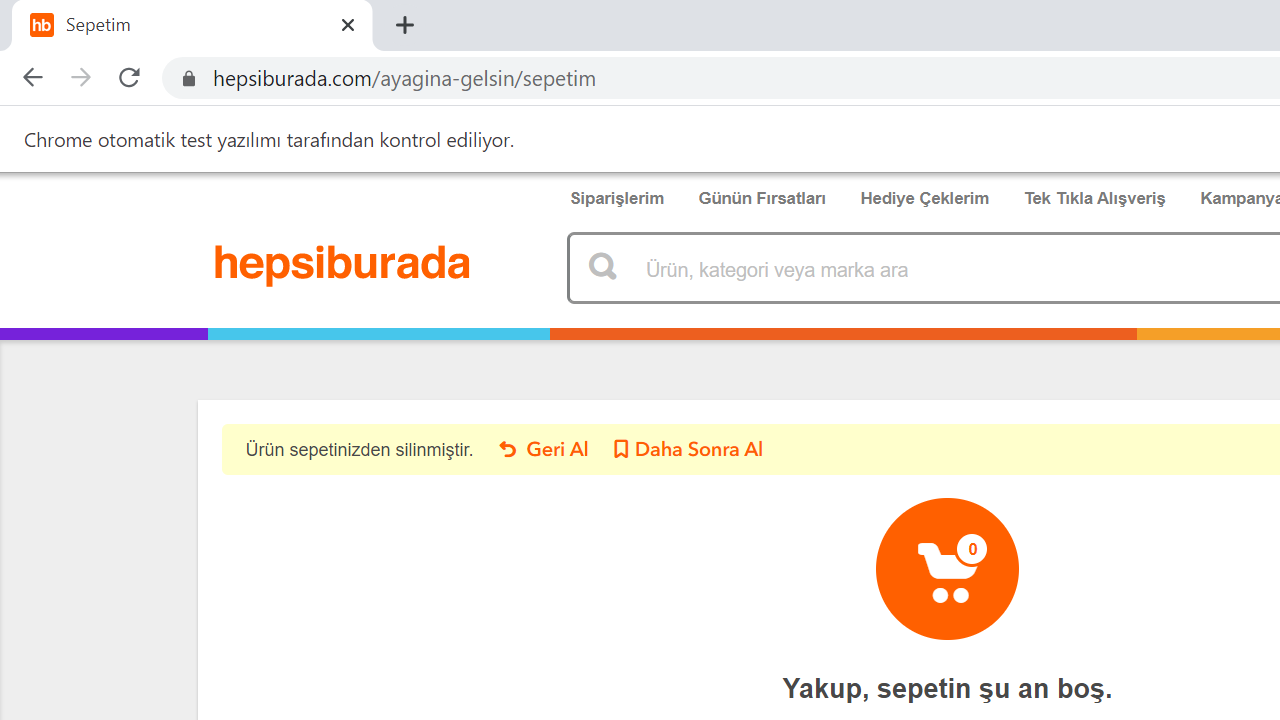 hb Sepetim
hepsiburada.com/ayagina-gelsin/sepetim
Chrome otomatik test yazılımı tarafından kontrol ediliyor.
Siparişlerim Günün Fırsatları Hediye Çeklerim Tek Tıkla Alışveriş Kampanya
hepsiburada
Ürün, kategori veya marka ara
Ürün sepetinizden silinmiştir. Geri Al Daha Sonra Al
0
Yakup, sepetin şu an boş.